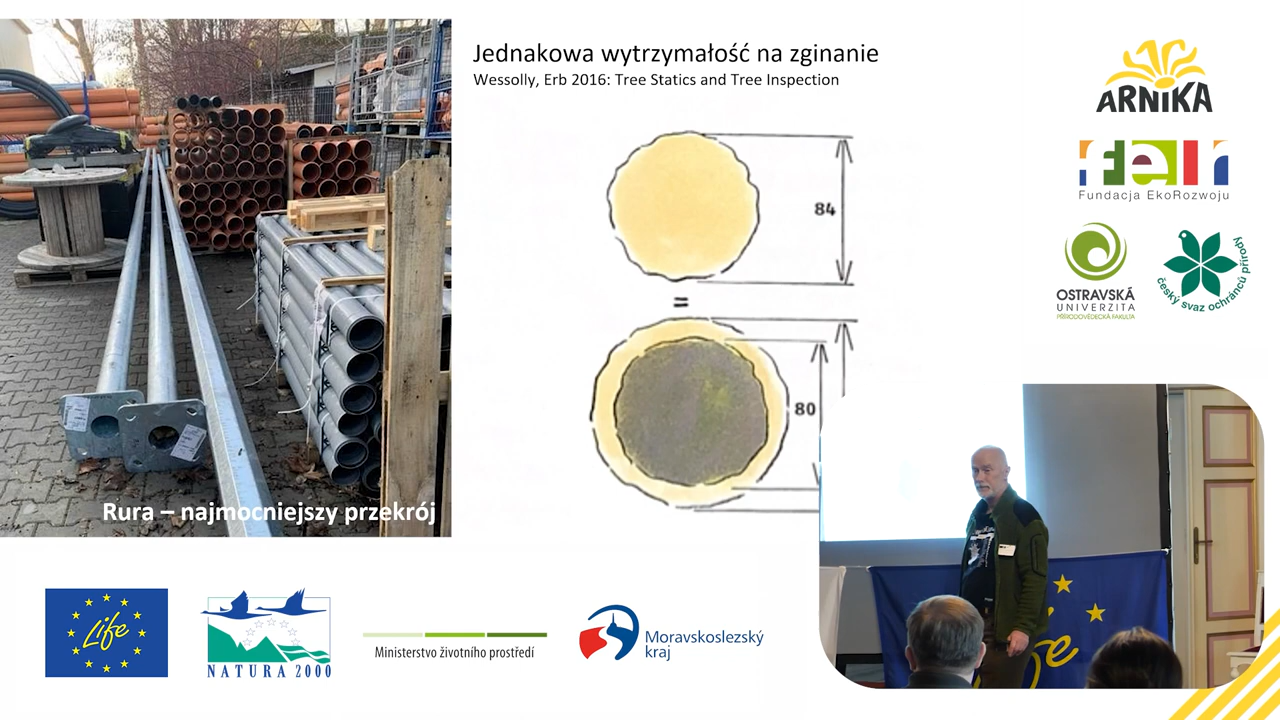 Jednakowa wytrzymałość na zginanie
Wessolly, Erb 2016: Tree Statics and Tree Inspection
84
=
80
Rura – najmocniejszy przekrój
ARNIKA
feri
Fundacja EkoRozwoju
OSTRAVSKÁ
UNIVERZITA
PŘÍRODOVĚDECKÁ FAKULTA
český svaz ochránců přírody
Life
NATURA 2000
Ministerstvo životního prostředí
Moravskoslezský
kraj